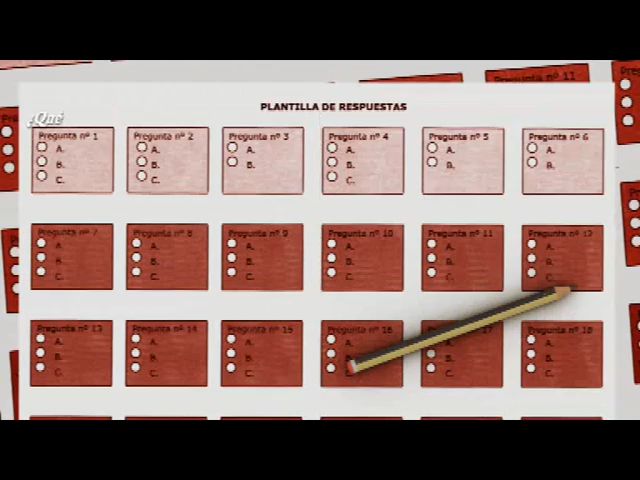 PLANTILLA DE RESPUESTAS
¿Qué
Pregunta nº 1
A.
B.
C.
Pregunta nº 2
A.
B.
C.
Pregunta nº 3
A.
B.
Pregunta nº 4
A.
B.
C.
Pregunta nº 5
A.
B.
Pregunta nº 6
A.
B.
Pregunta nº 7
A.
B.
C.
Pregunta nº 8
A.
B.
C.
Pregunta nº 9
A.
B.
C.
Pregunta nº 10
A.
B.
C.
Pregunta nº 11
A.
B.
C.
Pregunta nº 12
A.
B.
C.
Pregunta nº 13
A.
B.
C.
Pregunta nº 14
A.
B.
C.
Pregunta nº 15
A.
B.
C.
Pregunta nº 16
A.
B.
C.
17
A.
B.
C.
Pregunta nº 18
A.
B.
C.
Pregunta nº 11